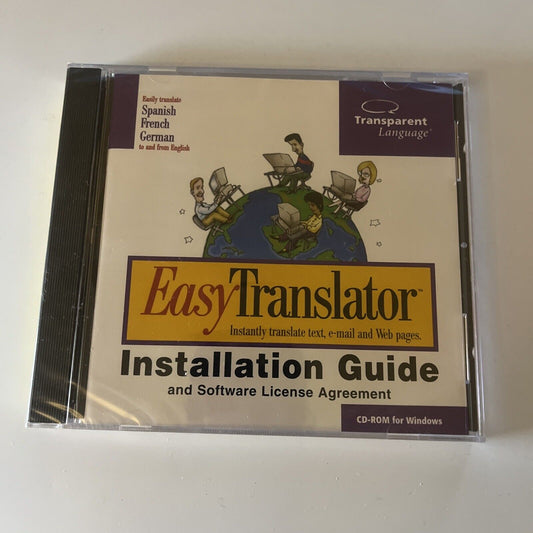 Easily translate
Spanish
French
German
to and from English
Transparent
Language®
EasyTranslator™
Instantly translate text, e-mail and Web pages.
Installation Guide
and Software License Agreement
CD-ROM for Windows